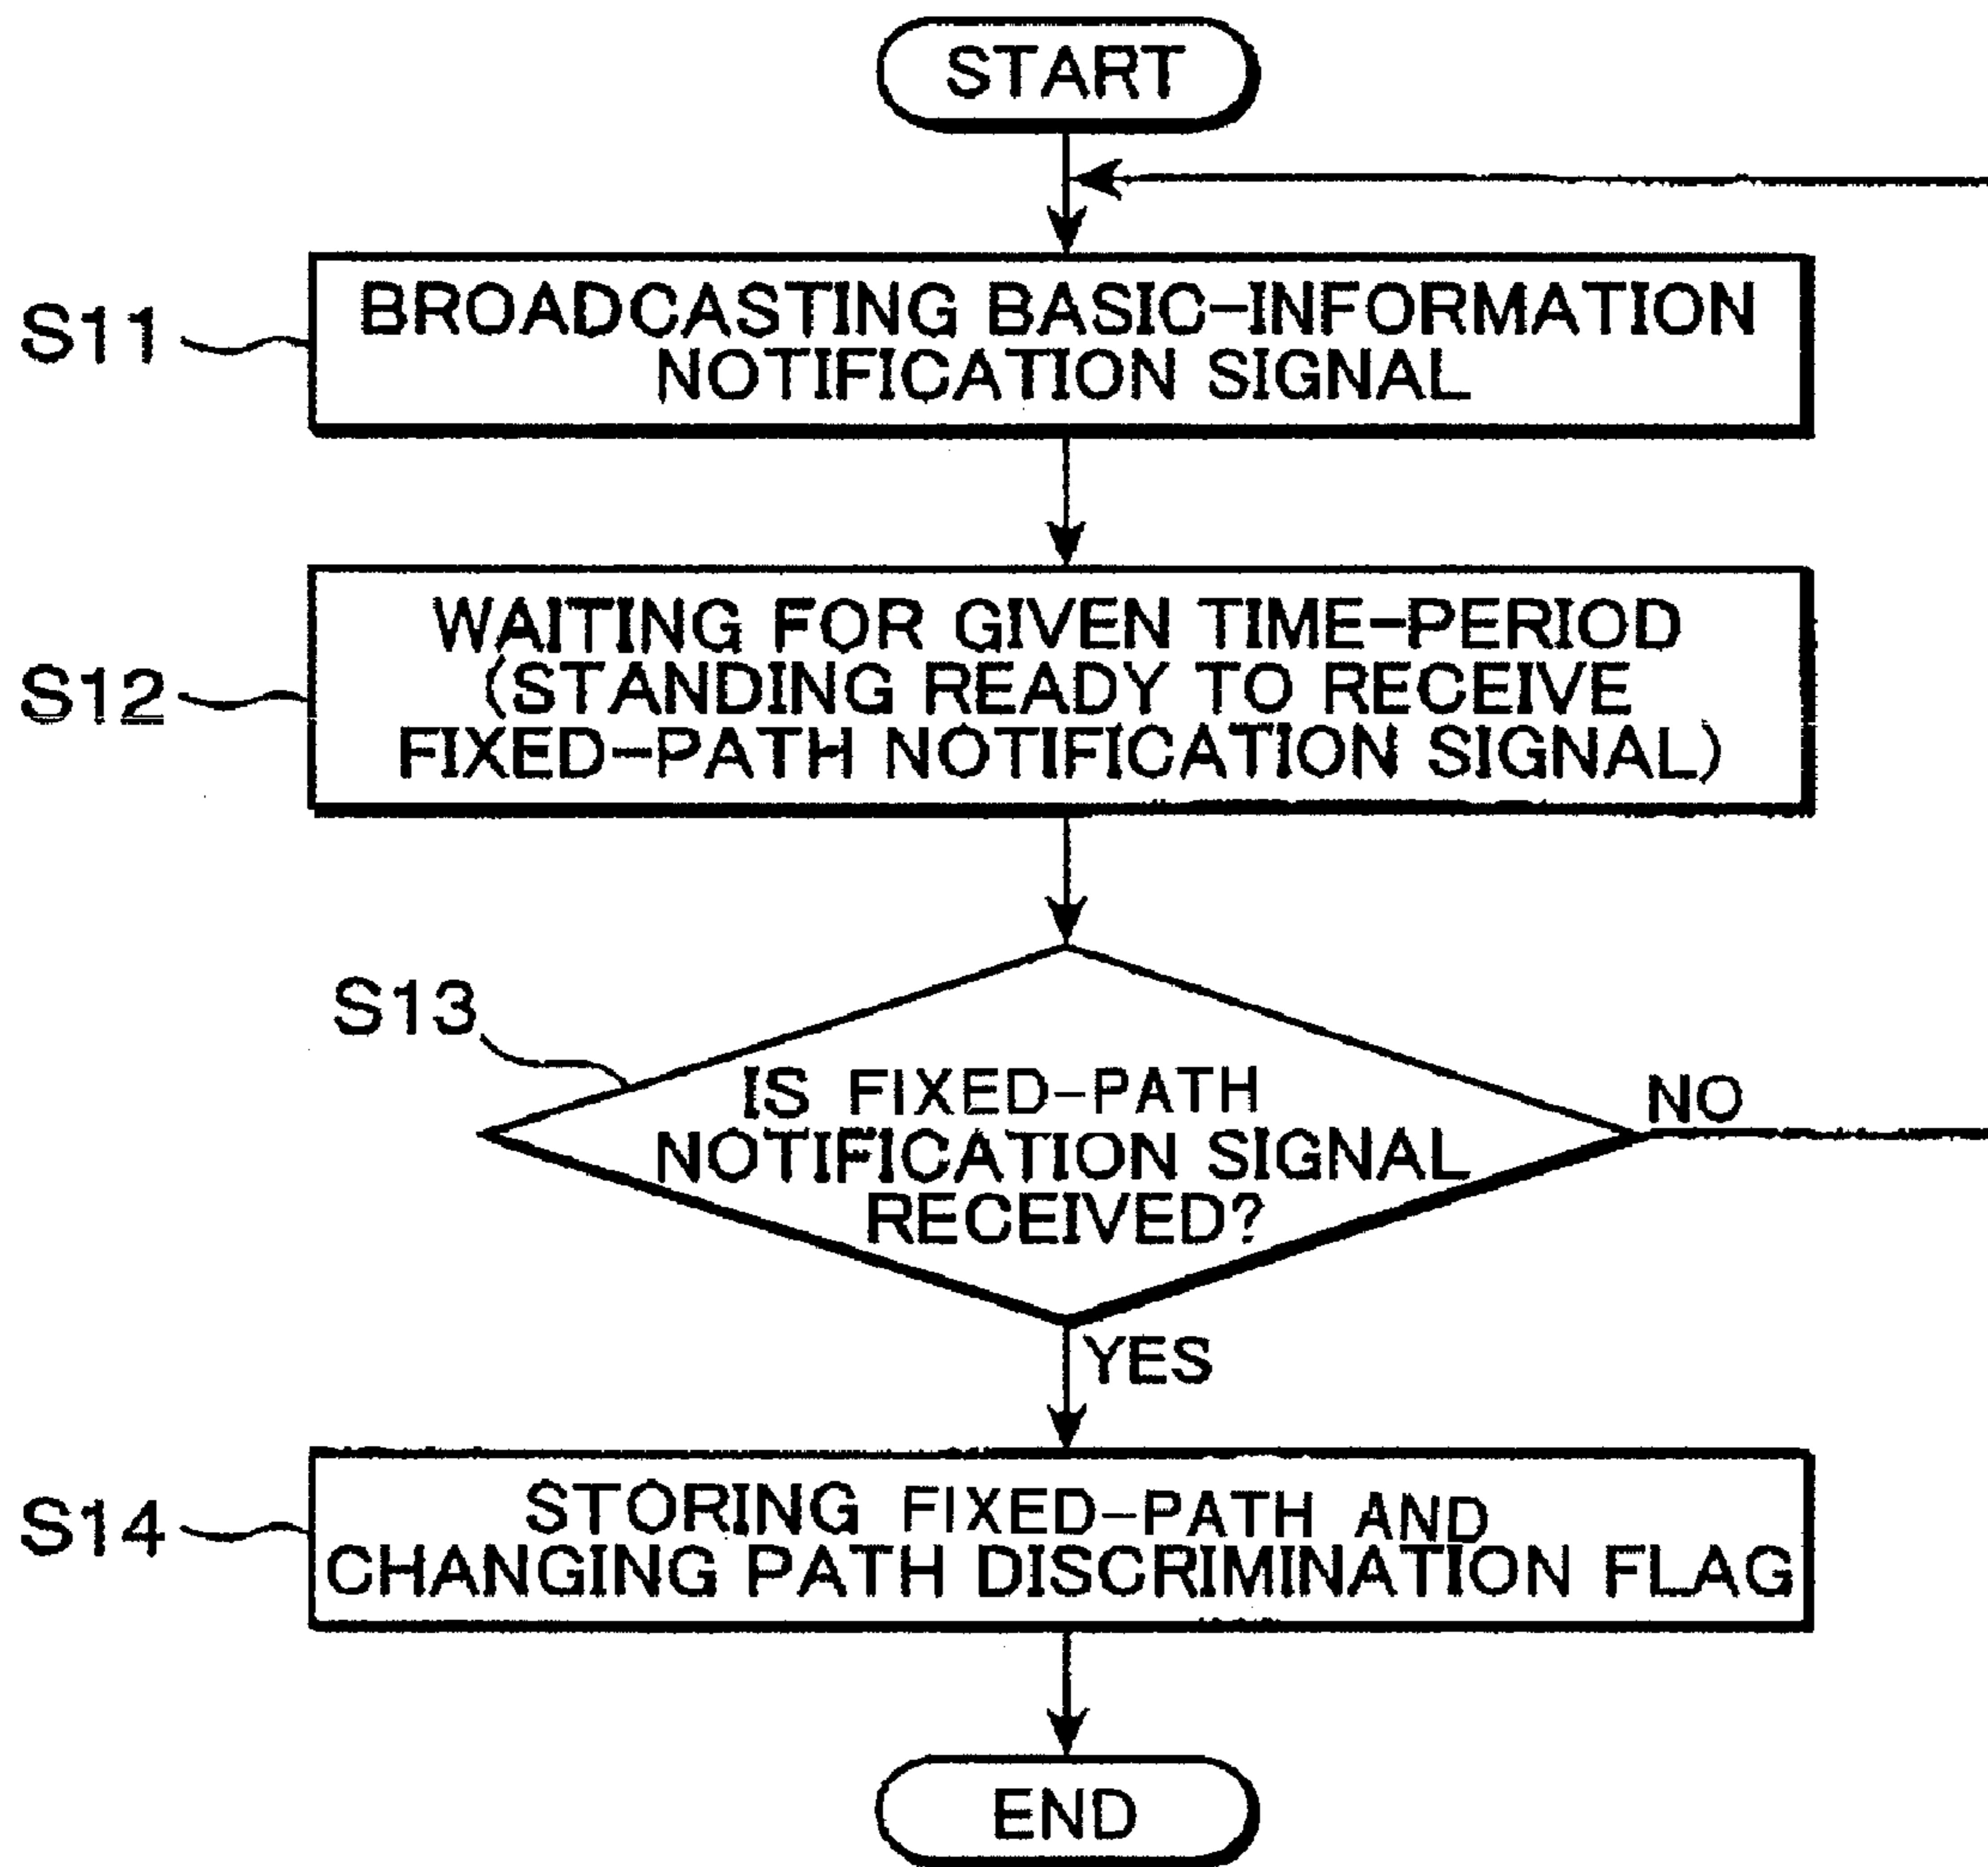 START
S11
BROADCASTING BASIC-INFORMATION
NOTIFICATION SIGNAL
S12
WAITING FOR GIVEN TIME-PERIOD
(STANDING READY TO RECEIVE
FIXED-PATH NOTIFICATION SIGNAL)
S13
IS FIXED-PATH
NOTIFICATION SIGNAL
RECEIVED?
NO
YES
S14
STORING FIXED-PATH AND
CHANGING PATH DISCRIMINATION FLAG
END